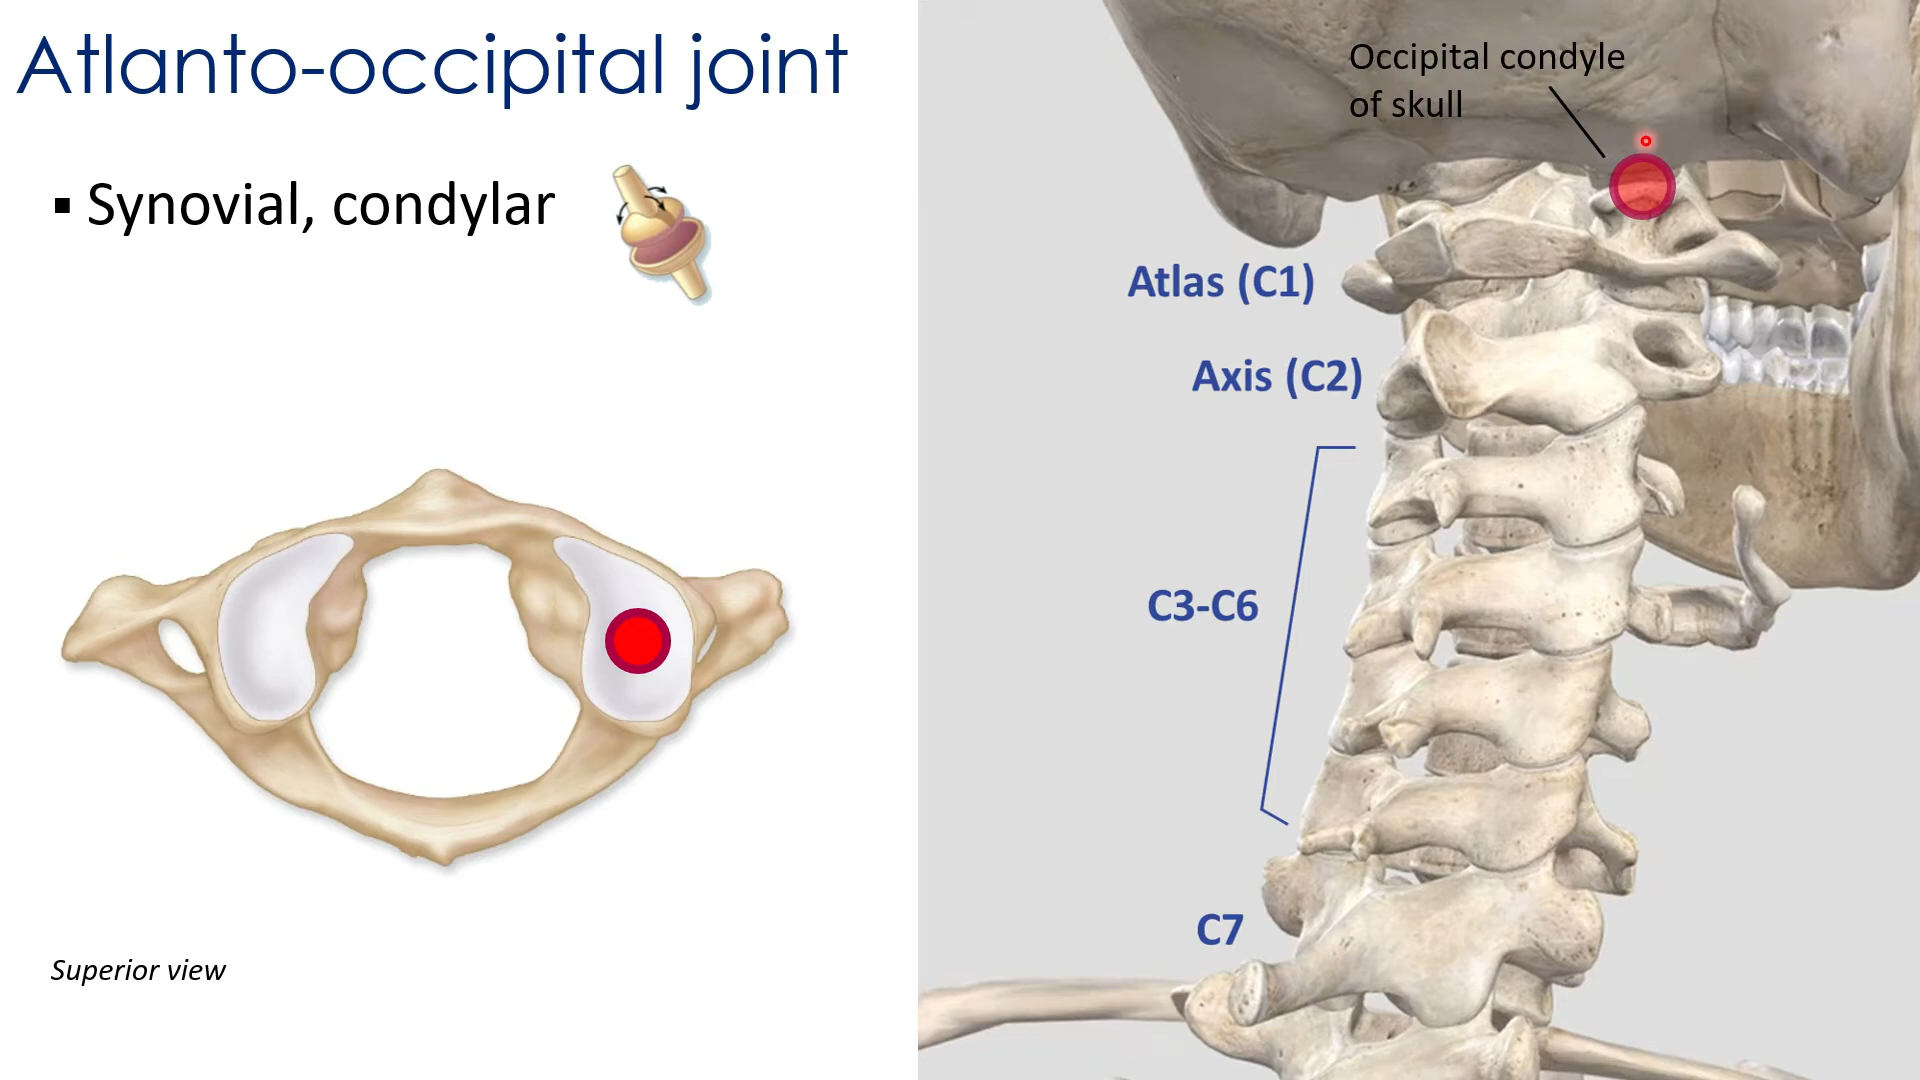 Atlanto-occipital joint
▪ Synovial, condylar
Superior view
Occipital condyle
of skull
Atlas (C1)
Axis (C2)
C3-C6
C7